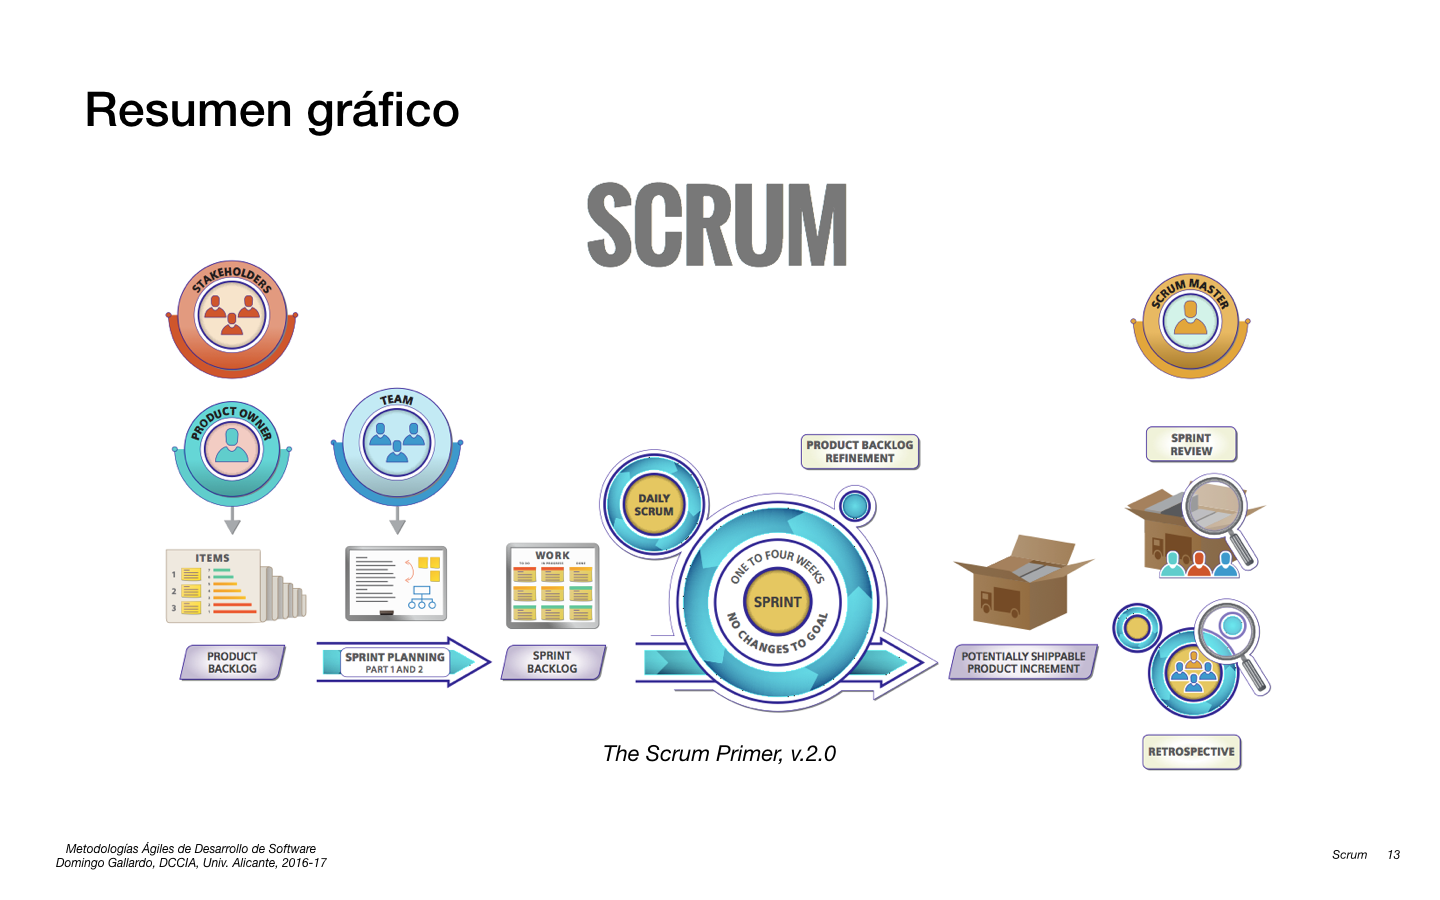 Resumen gráfico
SCRUM
STAKEHOLDERS
SCRUM MASTER
PRODUCT OWNER
TEAM
PRODUCT BACKLOG
REFINEMENT
SPRINT
REVIEW
DAILY
SCRUM
ITEMS
1
2
3
WORK
TO DO
IN PROGRESS
DONE
ONE TO FOUR WEEKS
SPRINT
NO CHANGES TO GOAL
PRODUCT
BACKLOG
SPRINT PLANNING
PART 1 AND 2
SPRINT
BACKLOG
POTENTIALLY SHIPPABLE
PRODUCT INCREMENT
RETROSPECTIVE
The Scrum Primer, v.2.0
Metodologías Ágiles de Desarrollo de Software
Domingo Gallardo, DCCIA, Univ. Alicante, 2016-17
Scrum 13